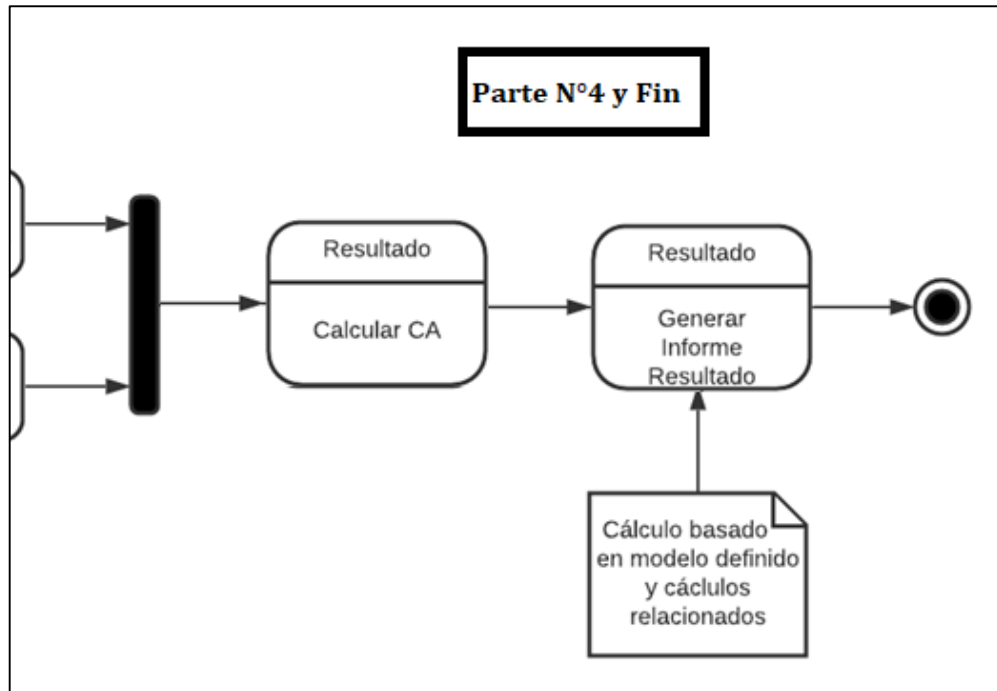 Parte N°4 y Fin
Resultado
Calcular CA
Resultado
Generar
Informe
Resultado
Cálculo basado
en modelo definido
y cáclulos
relacionados